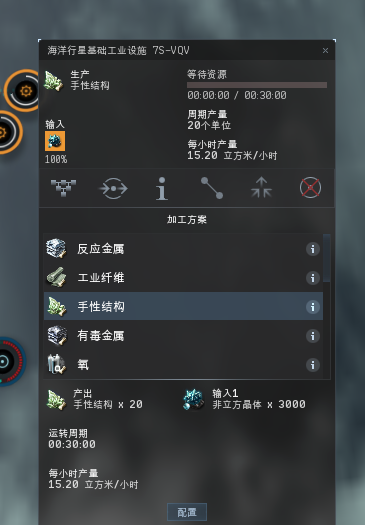 海洋行星基础工业设施 7S-VQV
生产
手性结构
等待资源
00:00:00 / 00:30:00
周期产量
20个单位
输入
100%
每小时产量
15.20 立方米/小时
加工方案
反应金属
工业纤维
手性结构
有毒金属
氧
产出
手性结构 x 20
输入1
非立方晶体 x 3000
运转周期
00:30:00
每小时产量
15.20 立方米/小时
配置